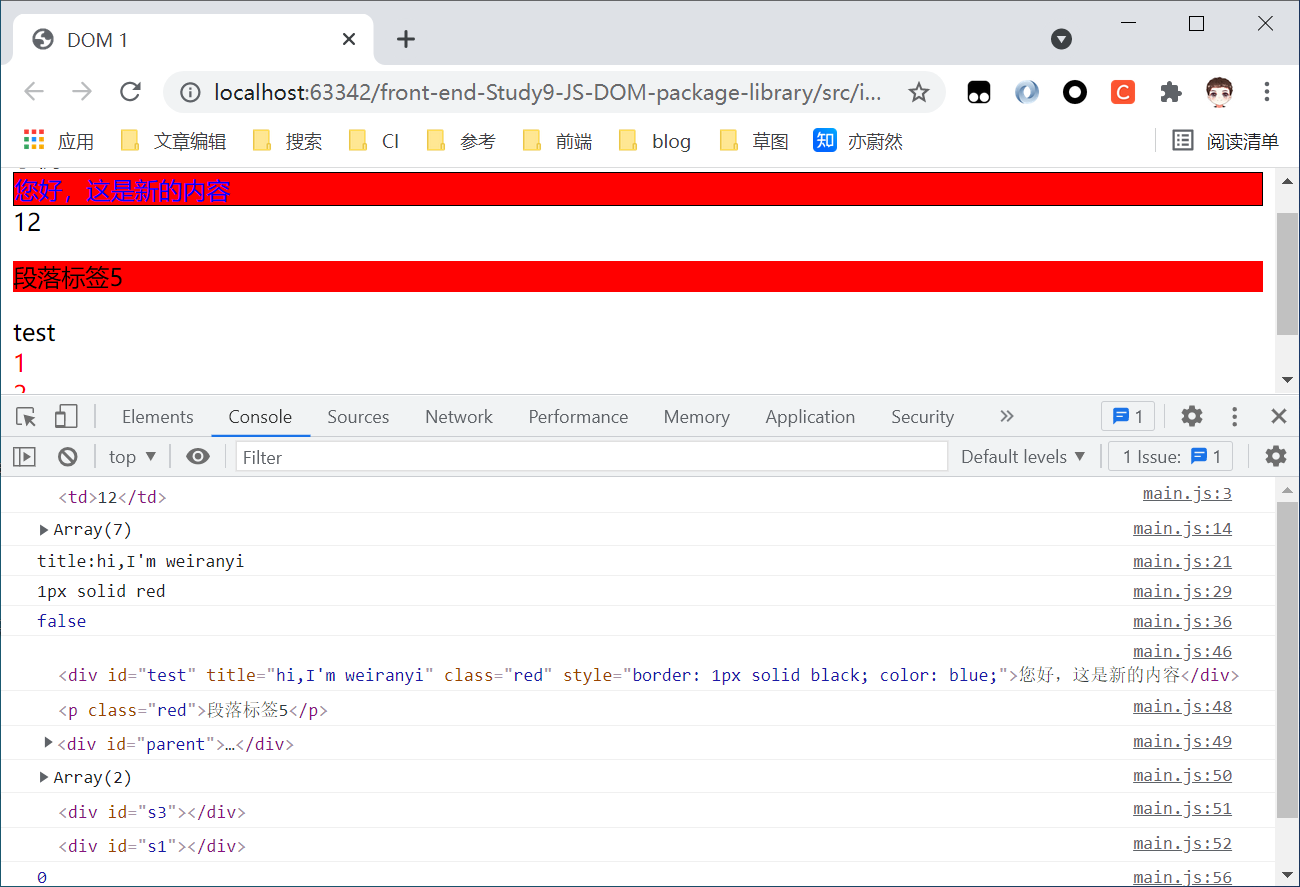 DOM 1
localhost:63342/front-end-Study9-JS-DOM-package-library/src/i...
应用 文章编辑 搜索 CI 参考 前端 blog 草图 知 亦蔚然 阅读清单
您好，这是新的内容
12
段落标签5
test
1
2
Elements Console Sources Network Performance Memory Application Security » 1
top Filter Default levels 1 Issue: 1
<td>12</td> main.js:3
Array(7) main.js:14
title:hi,I'm weiranyi main.js:21
1px solid red main.js:29
false main.js:36
main.js:46
<div id="test" title="hi,I'm weiranyi" class="red" style="border: 1px solid black; color: blue;">您好，这是新的内容</div>
<p class="red">段落标签5</p> main.js:48
<div id="parent">…</div> main.js:49
Array(2) main.js:50
<div id="s3"></div> main.js:51
<div id="s1"></div> main.js:52
0 main.js:56